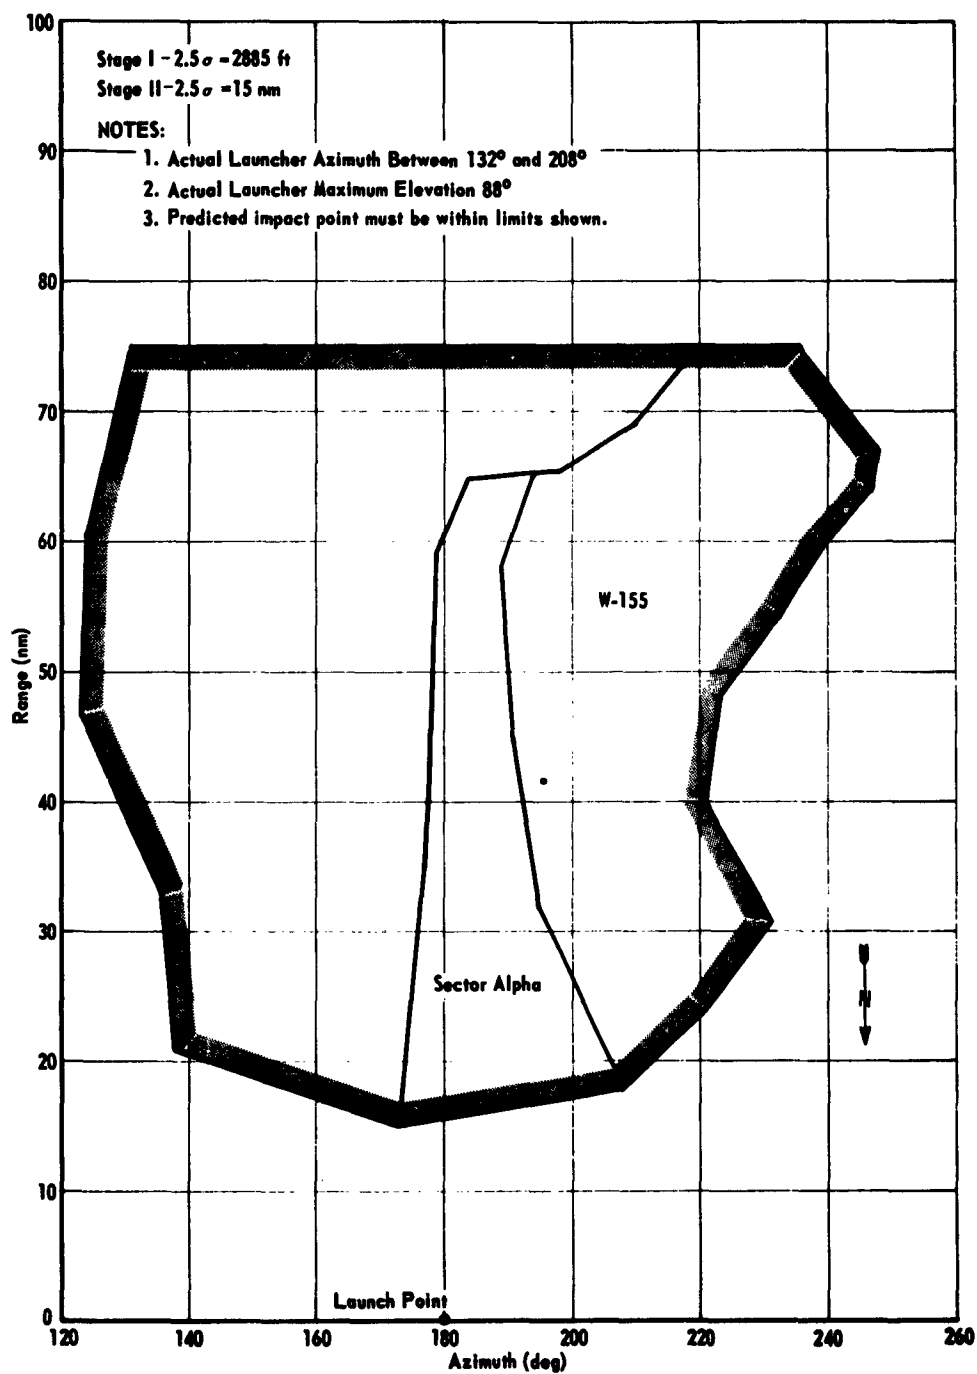 100
Stage I - 2.5 σ = 2885 ft
Stage II - 2.5 σ = 15 nm
NOTES:
90
1. Actual Launcher Azimuth Between 132° and 208°
2. Actual Launcher Maximum Elevation 88°
3. Predicted impact point must be within limits shown.
80
70
60
W-155
Range (nm)
50
40
30
Sector Alpha
N
20
10
Launch Point
0
120 140 160 180 200 220 240 260
Azimuth (deg)